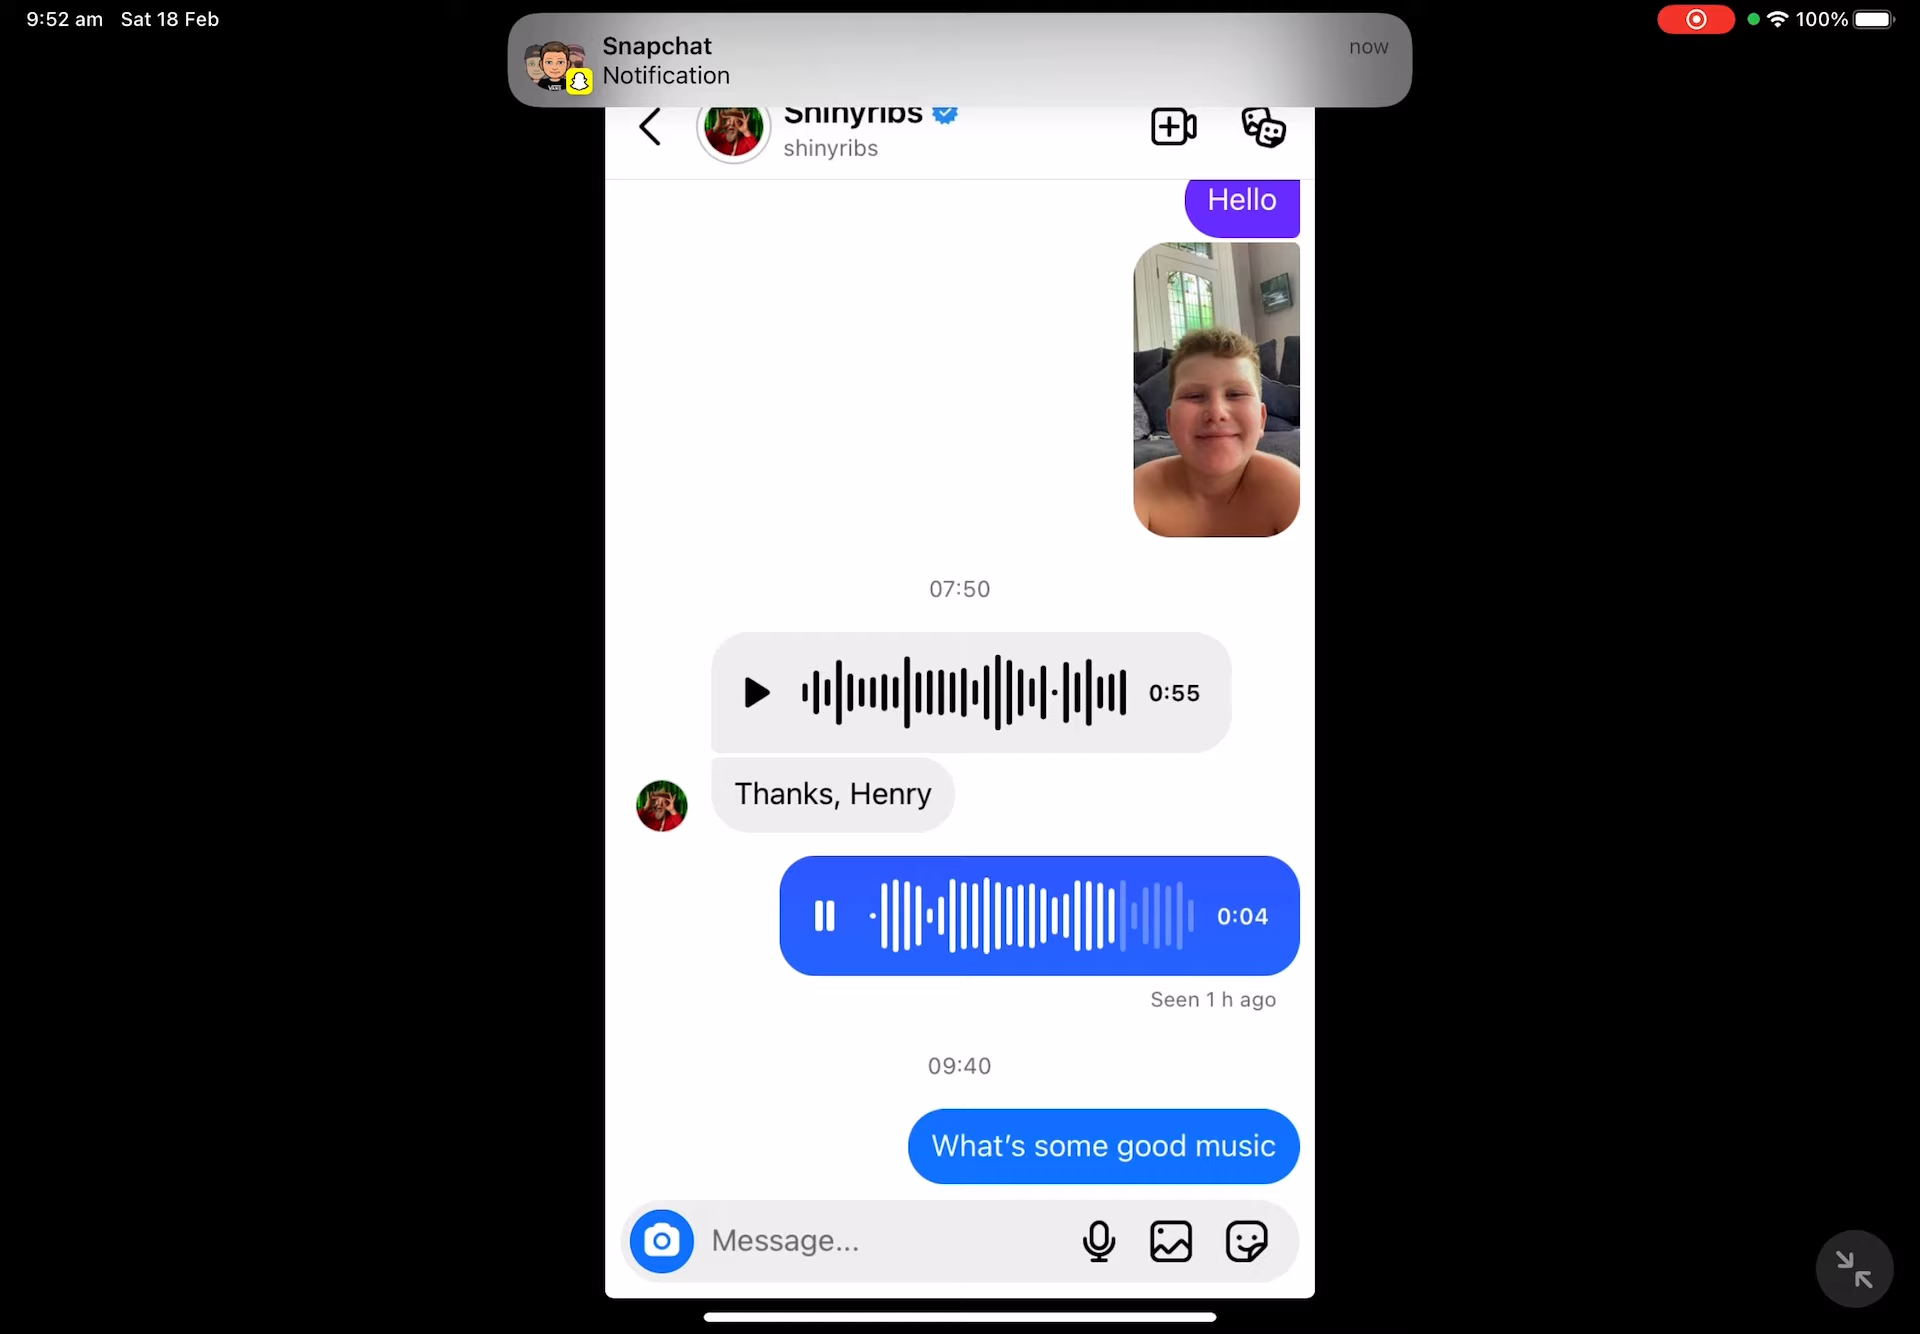 9:52 am Sat 18 Feb
100%
Snapchat
now
Notification
Shinyribs
shinyribs
Hello
07:50
0:55
Thanks, Henry
0:04
Seen 1 h ago
09:40
What's some good music
Message...